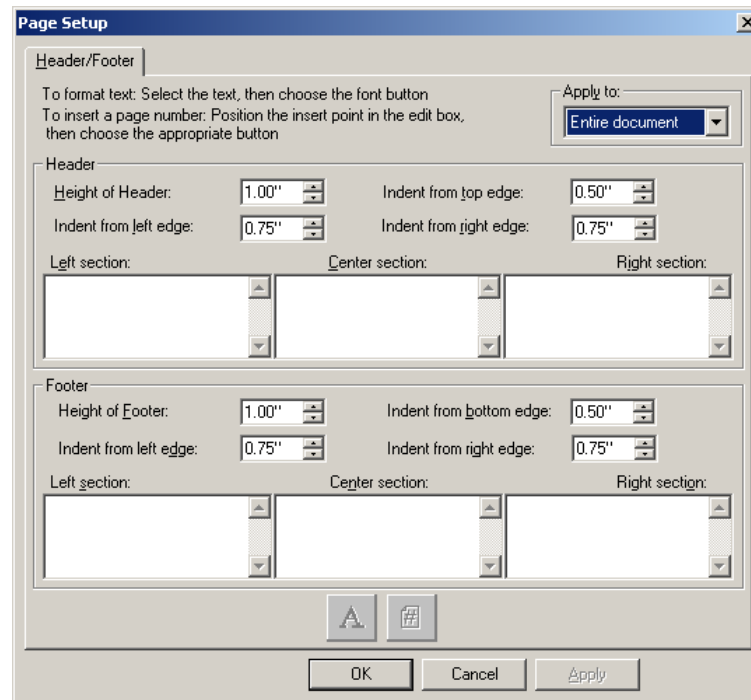 Page Setup
Header/Footer
To format text: Select the text, then choose the font button
To insert a page number: Position the insert point in the edit box,
then choose the appropriate button
Apply to:
Entire document
Header
Height of Header: 1.00" Indent from top edge: 0.50"
Indent from left edge: 0.75" Indent from right edge: 0.75"
Left section: Center section: Right section:
Footer
Height of Footer: 1.00" Indent from bottom edge: 0.50"
Indent from left edge: 0.75" Indent from right edge: 0.75"
Left section: Center section: Right section:
A #
OK Cancel Apply